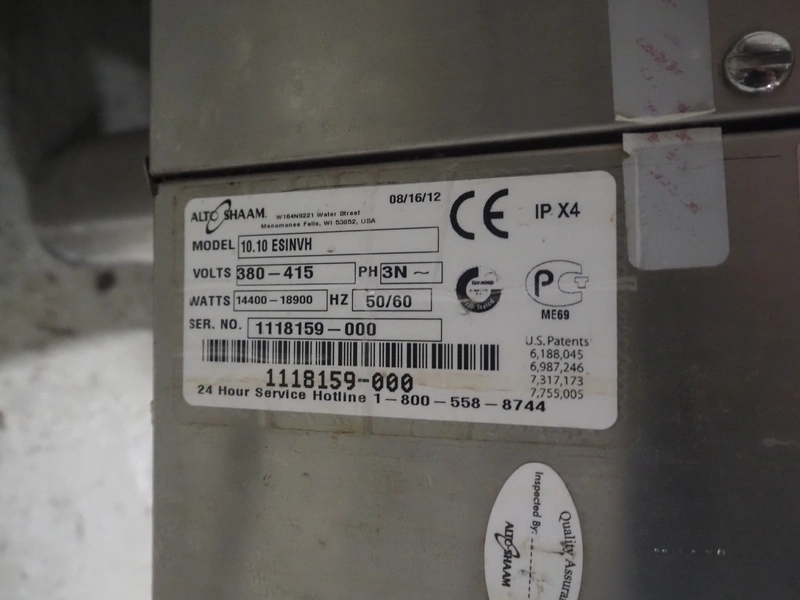 ALTO SHAAM
W164N9221 Water Street
Menomonee Falls, WI 53052, USA
08/16/12
CE
IP X4
MODEL 10.10 ESINVH
VOLTS 380-415 PH 3N ~
WATTS 14400-18900 HZ 50/60
ME69
SER. NO. 1118159-000
1118159-000
24 Hour Service Hotline 1-800-558-8744
U.S. Patents
6,188,045
6,987,246
7,317,173
7,755,005
Quality Assura
Inspected By:
ALTO SHAAM